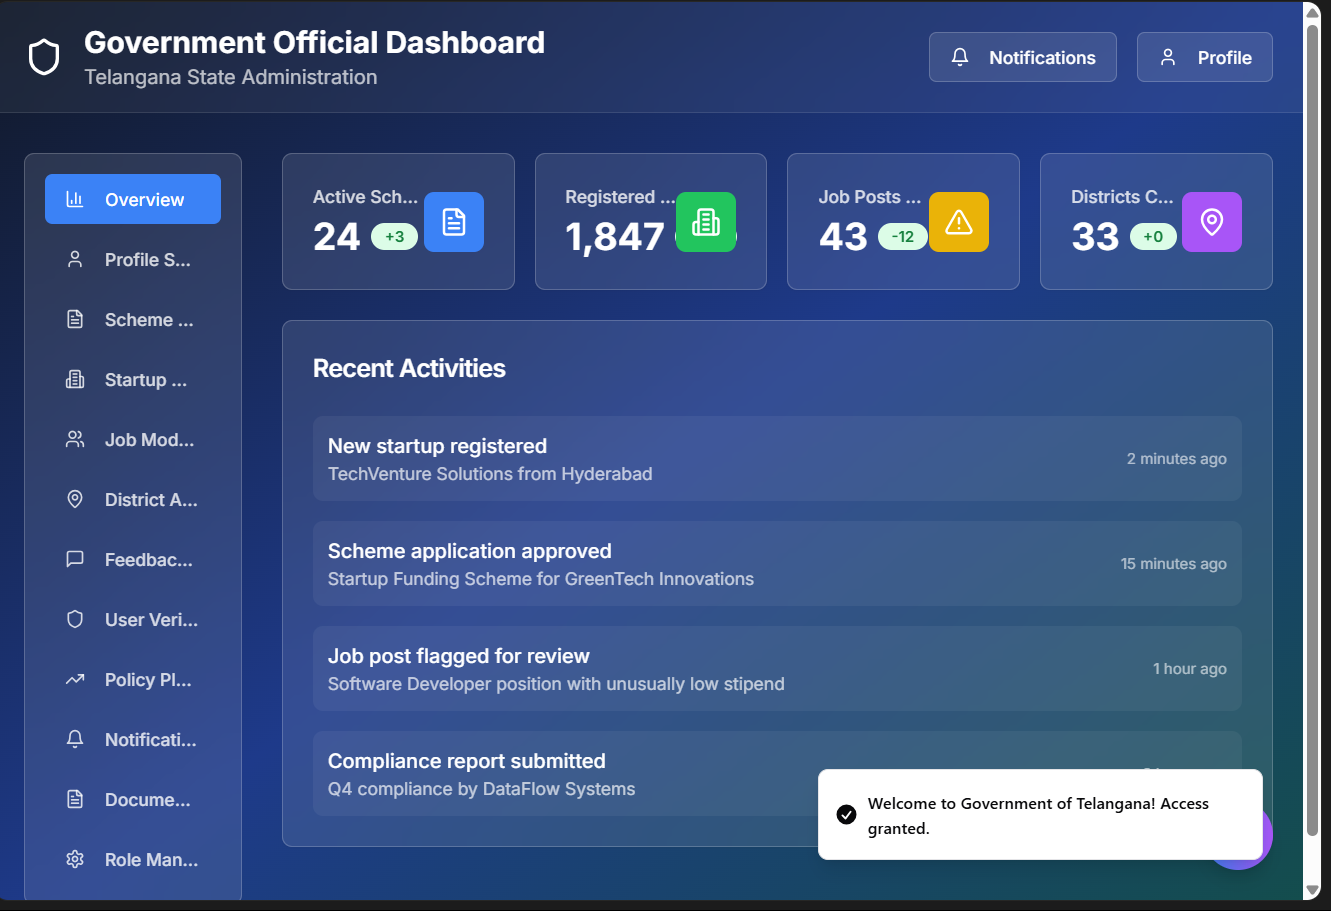 Government Official Dashboard
Telangana State Administration
Notifications
Profile
Overview
Profile S...
Scheme ...
Startup ...
Job Mod...
District A...
Feedbac...
User Veri...
Policy Pl...
Notificati...
Docume...
Role Man...
Active Sch...
24 +3
Registered ...
1,847
Job Posts ...
43 -12
Districts C...
33 +0
Recent Activities
New startup registered
TechVenture Solutions from Hyderabad
2 minutes ago
Scheme application approved
Startup Funding Scheme for GreenTech Innovations
15 minutes ago
Job post flagged for review
Software Developer position with unusually low stipend
1 hour ago
Compliance report submitted
Q4 compliance by DataFlow Systems
Welcome to Government of Telangana! Access
granted.